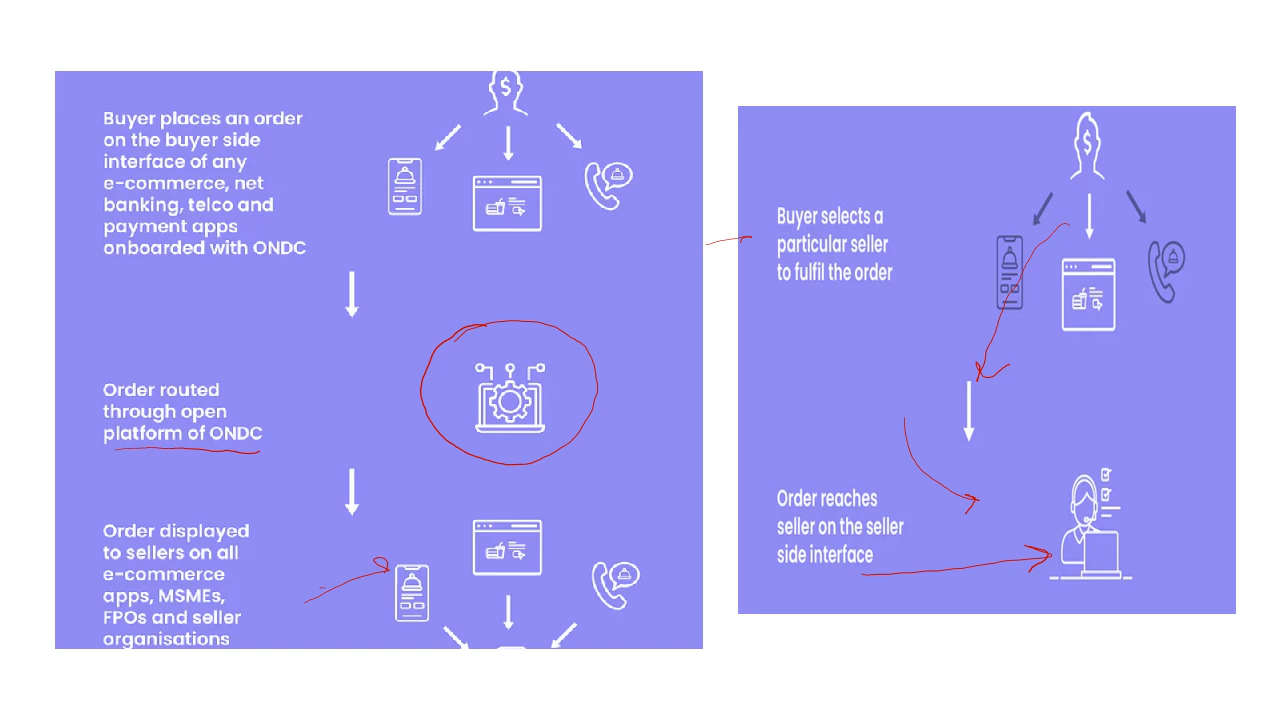 Buyer places an order
on the buyer side
interface of any
e-commerce, net
banking, telco and
payment apps
onboarded with ONDC
Order routed
through open
platform of ONDC
Order displayed
to sellers on all
e-commerce
apps, MSMEs,
FPOs and seller
organisations
$
Buyer selects a
particular seller
to fulfil the order
Order reaches
seller on the seller
side interface
$